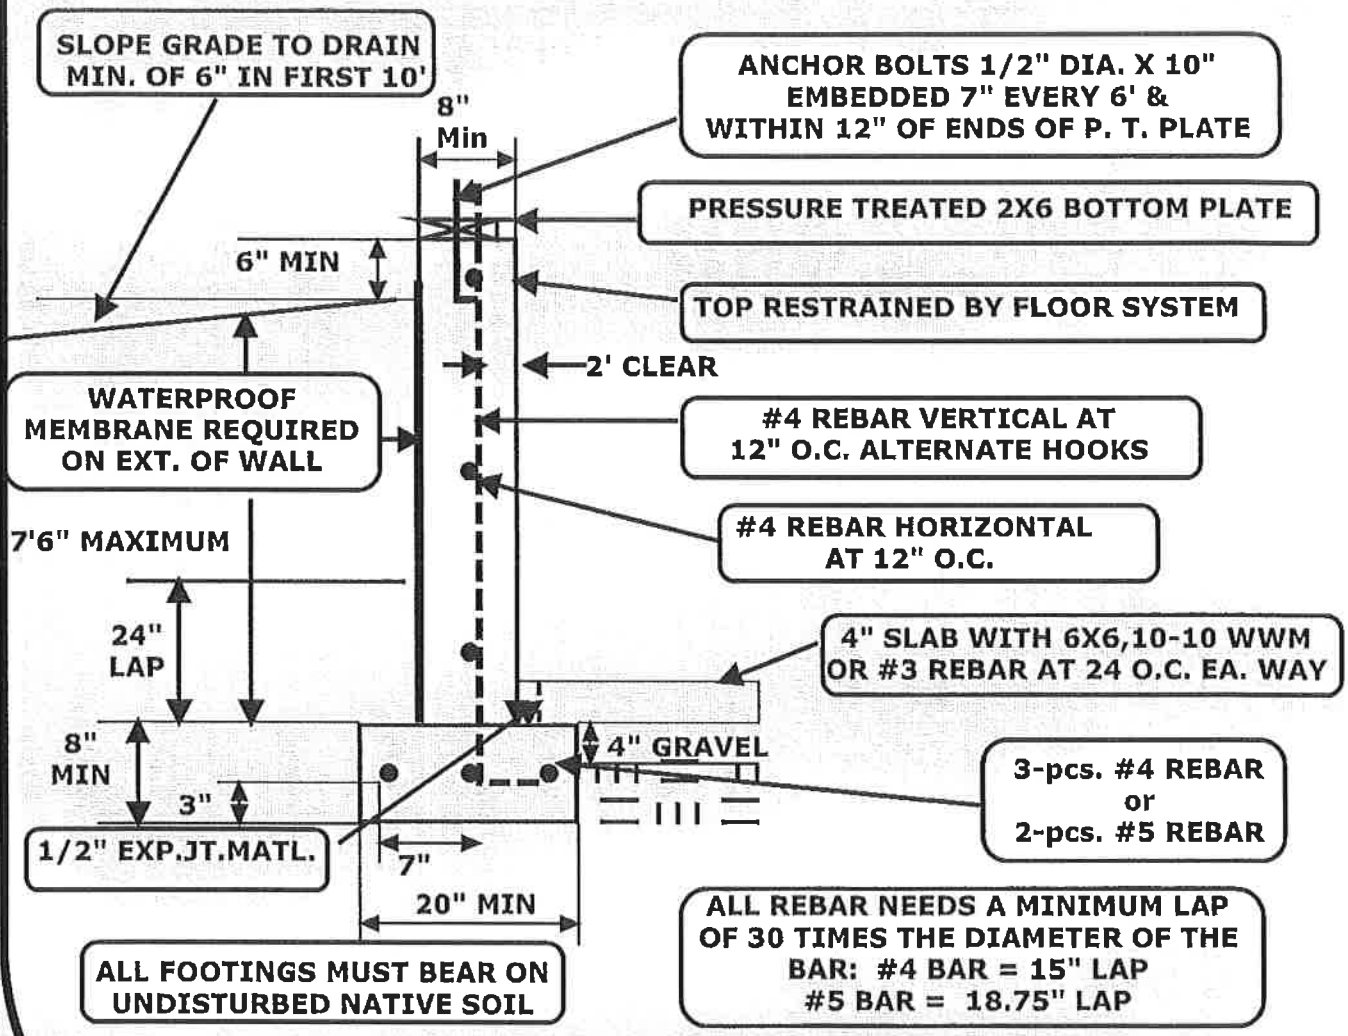 SLOPE GRADE TO DRAIN
MIN. OF 6" IN FIRST 10'
8"
Min
ANCHOR BOLTS 1/2" DIA. X 10"
EMBEDDED 7" EVERY 6' &
WITHIN 12" OF ENDS OF P. T. PLATE
PRESSURE TREATED 2X6 BOTTOM PLATE
6" MIN
TOP RESTRAINED BY FLOOR SYSTEM
2' CLEAR
WATERPROOF
MEMBRANE REQUIRED
ON EXT. OF WALL
#4 REBAR VERTICAL AT
12" O.C. ALTERNATE HOOKS
#4 REBAR HORIZONTAL
AT 12" O.C.
7'6" MAXIMUM
24"
LAP
4" SLAB WITH 6X6,10-10 WWM
OR #3 REBAR AT 24 O.C. EA. WAY
8"
MIN
4" GRAVEL
3"
3-pcs. #4 REBAR
or
2-pcs. #5 REBAR
1/2" EXP.JT.MATL.
7"
20" MIN
ALL REBAR NEEDS A MINIMUM LAP
OF 30 TIMES THE DIAMETER OF THE
BAR: #4 BAR = 15" LAP
#5 BAR = 18.75" LAP
ALL FOOTINGS MUST BEAR ON
UNDISTURBED NATIVE SOIL